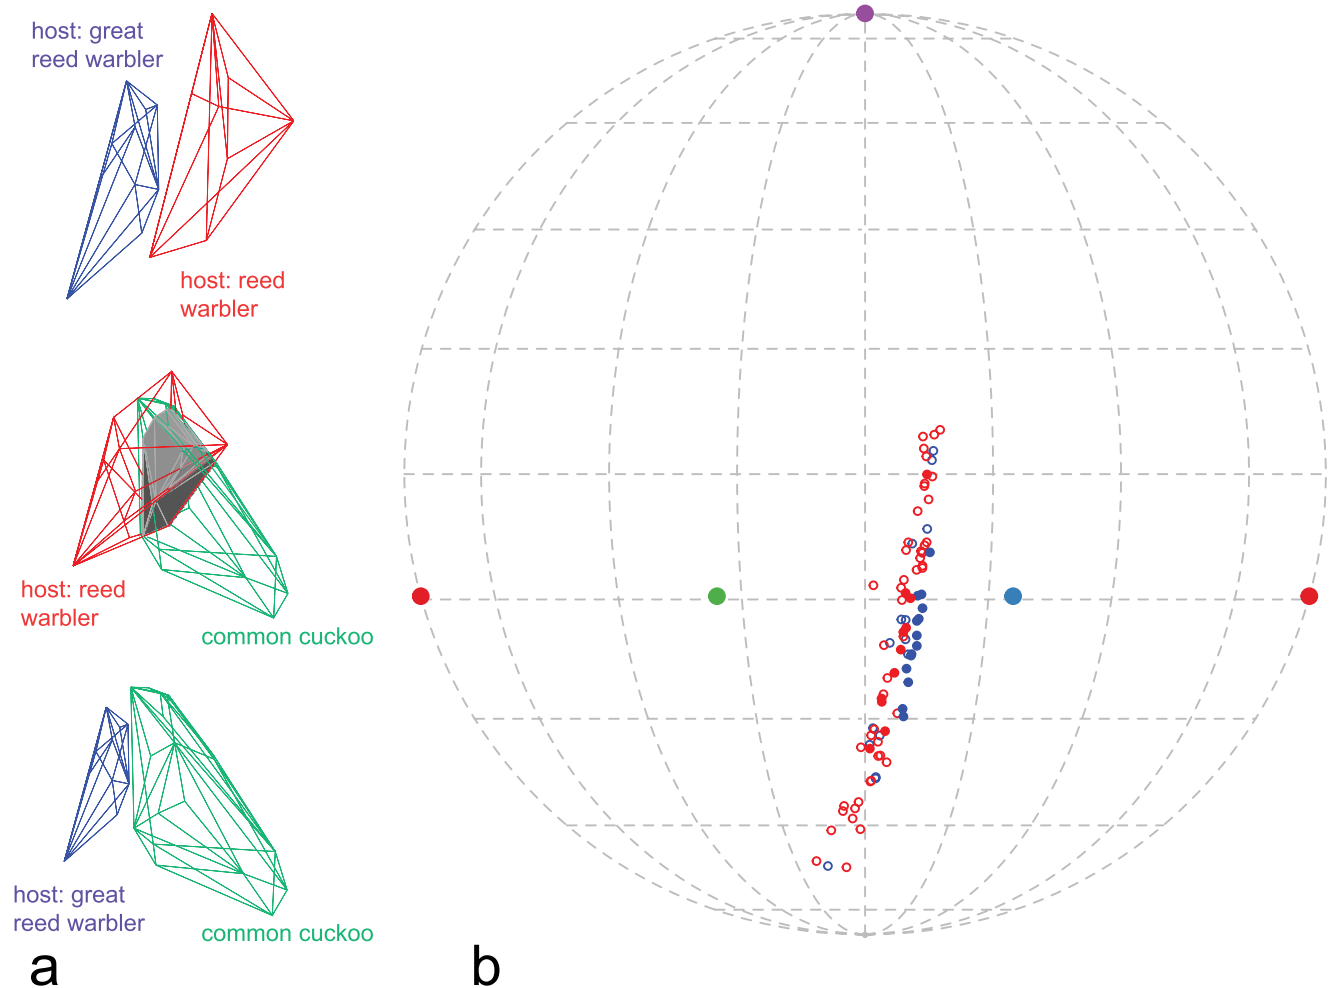 host: great
reed warbler
host: reed
warbler
host: reed
warbler
common cuckoo
host: great
reed warbler
common cuckoo
a
b